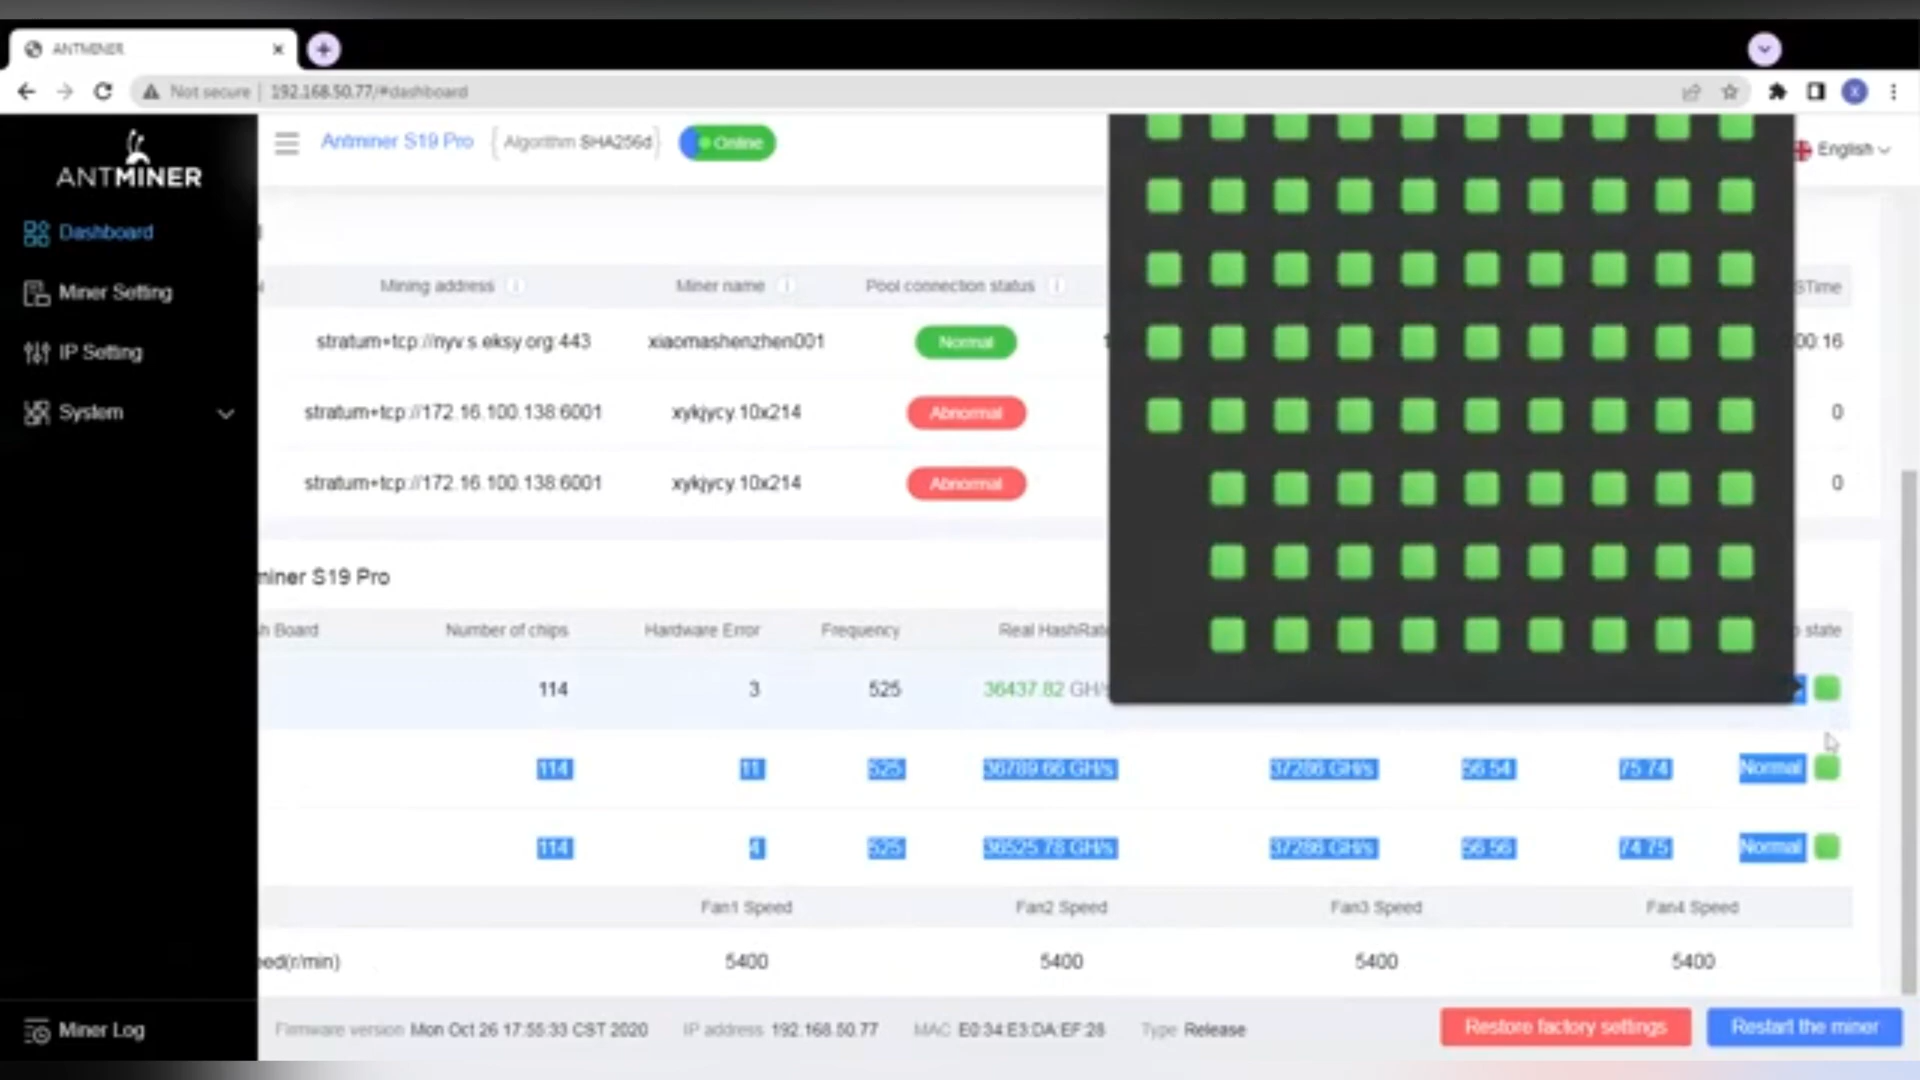 ANTMINER
Not secure | 192.168.50.77/#dashboard
ANTMINER
Antminer S19 Pro Algorithm SHA256d Online English
Dashboard
Miner Setting
IP Setting
System
Miner Log
Mining address Miner name Pool connection status
stratum+tcp://nyv.s.eksy.org:443 xiaomashenzhen001 Normal 00:16
stratum+tcp://172.16.100.138:6001 xykjycy.10x214 Abnormal 0
stratum+tcp://172.16.100.138:6001 xykjycy.10x214 Abnormal 0
miner S19 Pro
Board Number of chips Hardware Error Frequency Real HashRate state
114 3 525 36437.82 GH/s
114 11 525 36789.66 GH/s 37286 GH/s 56 54 75 74 Normal
114 4 525 36525.78 GH/s 37286 GH/s 56 56 74 75 Normal
Fan1 Speed Fan2 Speed Fan3 Speed Fan4 Speed
eed(r/min) 5400 5400 5400 5400
Firmware version Mon Oct 26 17:55:33 CST 2020 IP address 192.168.50.77 MAC E0:34:E3:DA:EF:28 Type Release Restore factory settings Restart the miner